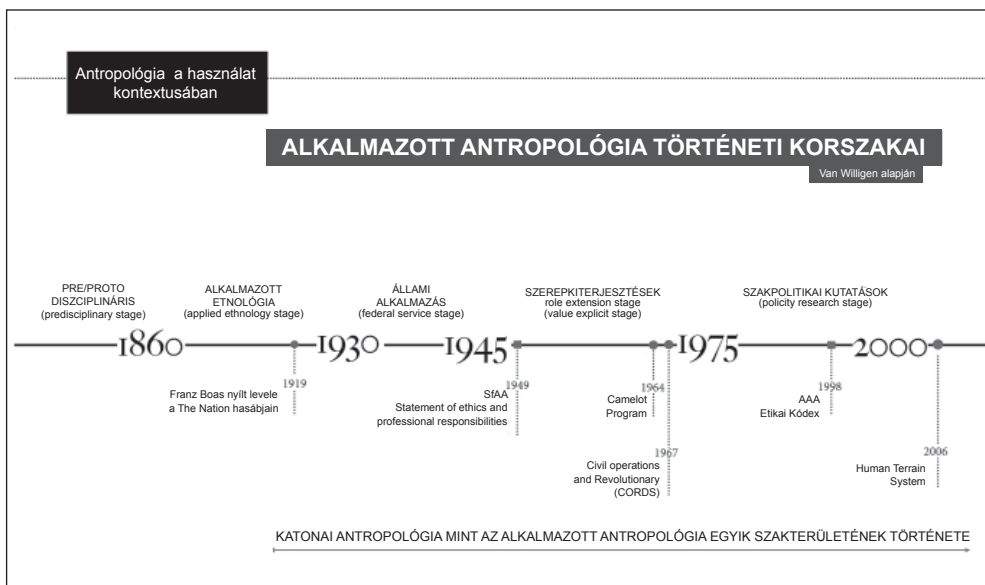 Antropológia a használat
kontextusában
ALKALMAZOTT ANTROPOLÓGIA TÖRTÉNETI KORSZAKAI
Van Willigen alapján
PRE/PROTO
DISZCIPLINÁRIS
(predisciplinary stage)
ALKALMAZOTT
ETNOLÓGIA
(applied ethnology stage)
ÁLLAMI
ALKALMAZÁS
(federal service stage)
SZEREPKITERJESZTÉSEK
role extension stage
(value explicit stage)
SZAKPOLITIKAI KUTATÁSOK
(policity research stage)
1860
1930
1945
1975
2000
1919
Franz Boas nyílt levele
a The Nation hasábjain
1949
SfAA
Statement of ethics and
professional responsibilities
1964
Camelot
Program
1967
Civil operations
and Revolutionary
(CORDS)
1998
AAA
Etikai Kódex
2006
Human Terrain
System
KATONAI ANTROPOLÓGIA MINT AZ ALKALMAZOTT ANTROPOLÓGIA EGYIK SZAKTERÜLETÉNEK TÖRTÉNETE